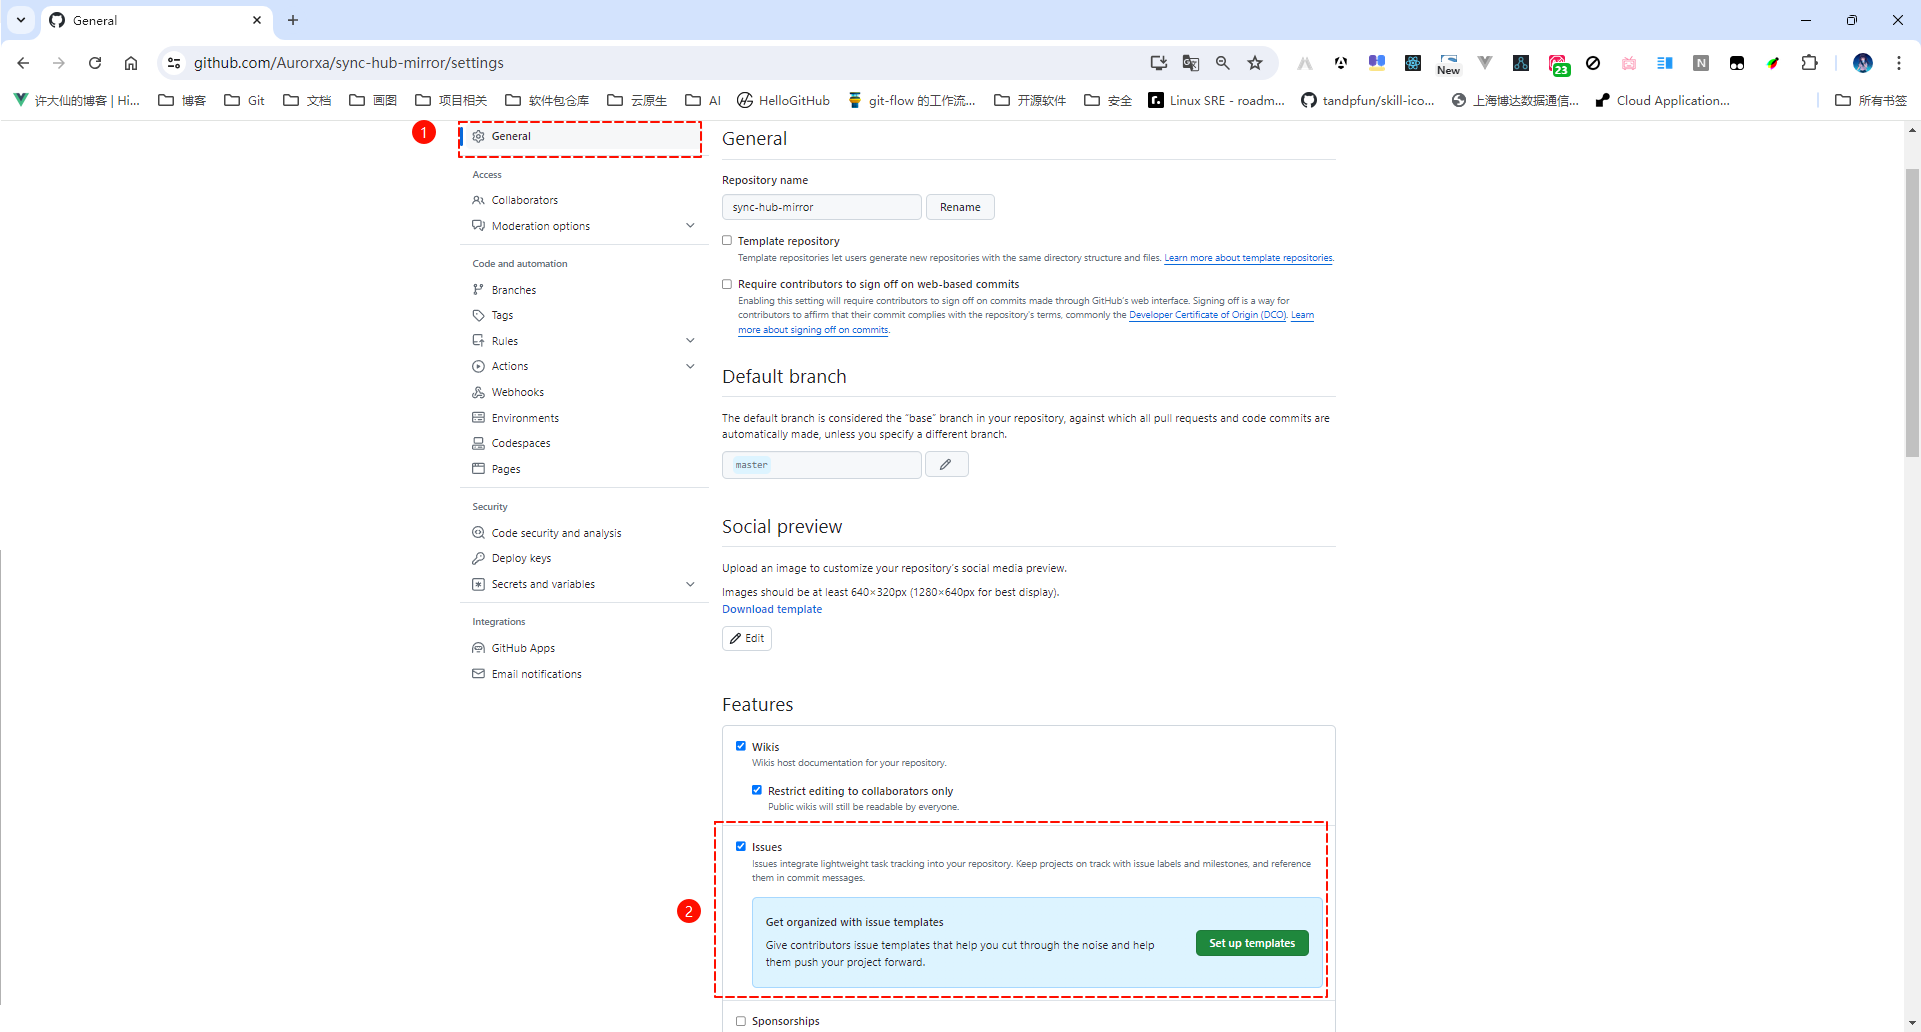 General
github.com/Aurorxa/sync-hub-mirror/settings
New
23
许大仙的博客 | Hi...
博客
Git
文档
画图
项目相关
软件包仓库
云原生
AI
HelloGitHub
git-flow 的工作流...
开源软件
安全
Linux SRE - roadm...
tandpfun/skill-ico...
上海博达数据通信...
Cloud Application...
所有书签
1
General
Access
Collaborators
Moderation options
Code and automation
Branches
Tags
Rules
Actions
Webhooks
Environments
Codespaces
Pages
Security
Code security and analysis
Deploy keys
Secrets and variables
Integrations
GitHub Apps
Email notifications
General
Repository name
sync-hub-mirror
Rename
Template repository
Template repositories let users generate new repositories with the same directory structure and files. Learn more about template repositories.
Require contributors to sign off on web-based commits
Enabling this setting will require contributors to sign off on commits made through GitHub's web interface. Signing off is a way for
contributors to affirm that their commit complies with the repository's terms, commonly the Developer Certificate of Origin (DCO). Learn
more about signing off on commits.
Default branch
The default branch is considered the “base” branch in your repository, against which all pull requests and code commits are
automatically made, unless you specify a different branch.
master
Social preview
Upload an image to customize your repository's social media preview.
Images should be at least 640×320px (1280×640px for best display).
Download template
Edit
Features
Wikis
Wikis host documentation for your repository.
Restrict editing to collaborators only
Public wikis will still be readable by everyone.
2
Issues
Issues integrate lightweight task tracking into your repository. Keep projects on track with issue labels and milestones, and reference
them in commit messages.
Get organized with issue templates
Give contributors issue templates that help you cut through the noise and help
them push your project forward.
Set up templates
Sponsorships